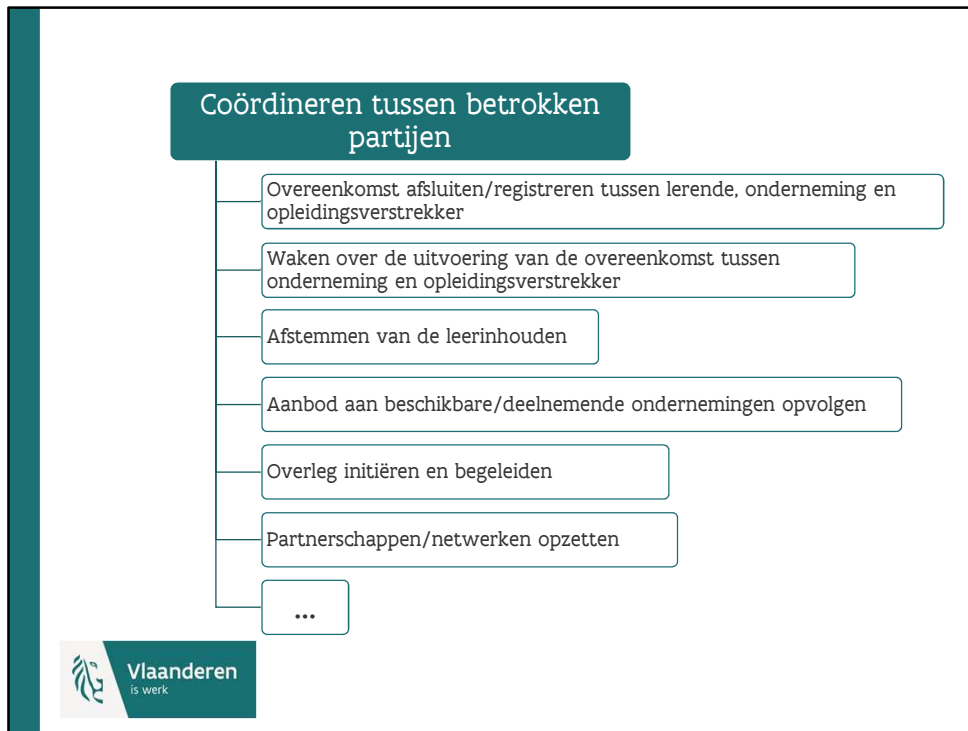 Coördineren tussen betrokken
partijen
Overeenkomst afsluiten/registreren tussen lerende, onderneming en
opleidingsverstrekker
Waken over de uitvoering van de overeenkomst tussen
onderneming en opleidingsverstrekker
Afstemmen van de leerinhouden
Aanbod aan beschikbare/deelnemende ondernemingen opvolgen
Overleg initiëren en begeleiden
Partnerschappen/netwerken opzetten
...
Vlaanderen
is werk